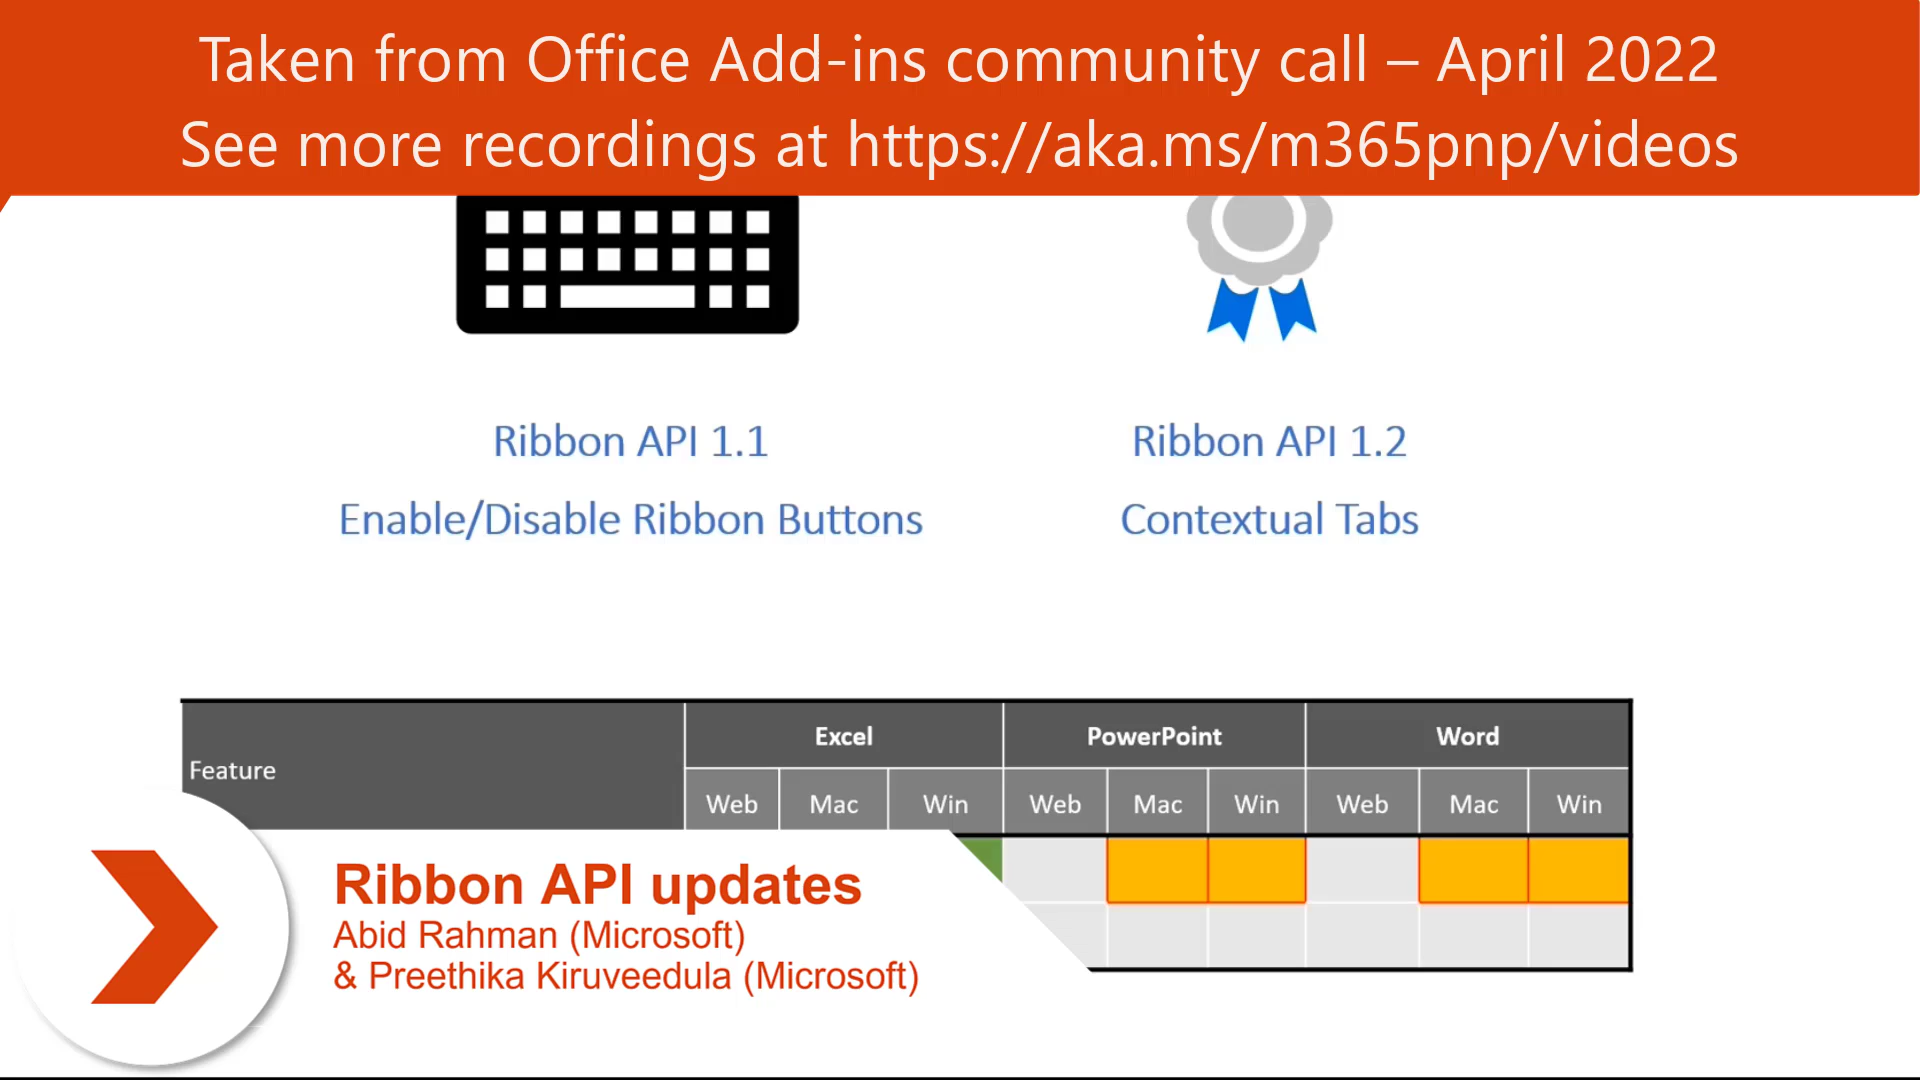 Taken from Office Add-ins community call – April 2022
See more recordings at https://aka.ms/m365pnp/videos
Ribbon API 1.1
Enable/Disable Ribbon Buttons
Ribbon API 1.2
Contextual Tabs
Feature
Excel
PowerPoint
Word
Web
Mac
Win
Web
Mac
Win
Web
Mac
Win
Ribbon API updates
Abid Rahman (Microsoft)
& Preethika Kiruveedula (Microsoft)